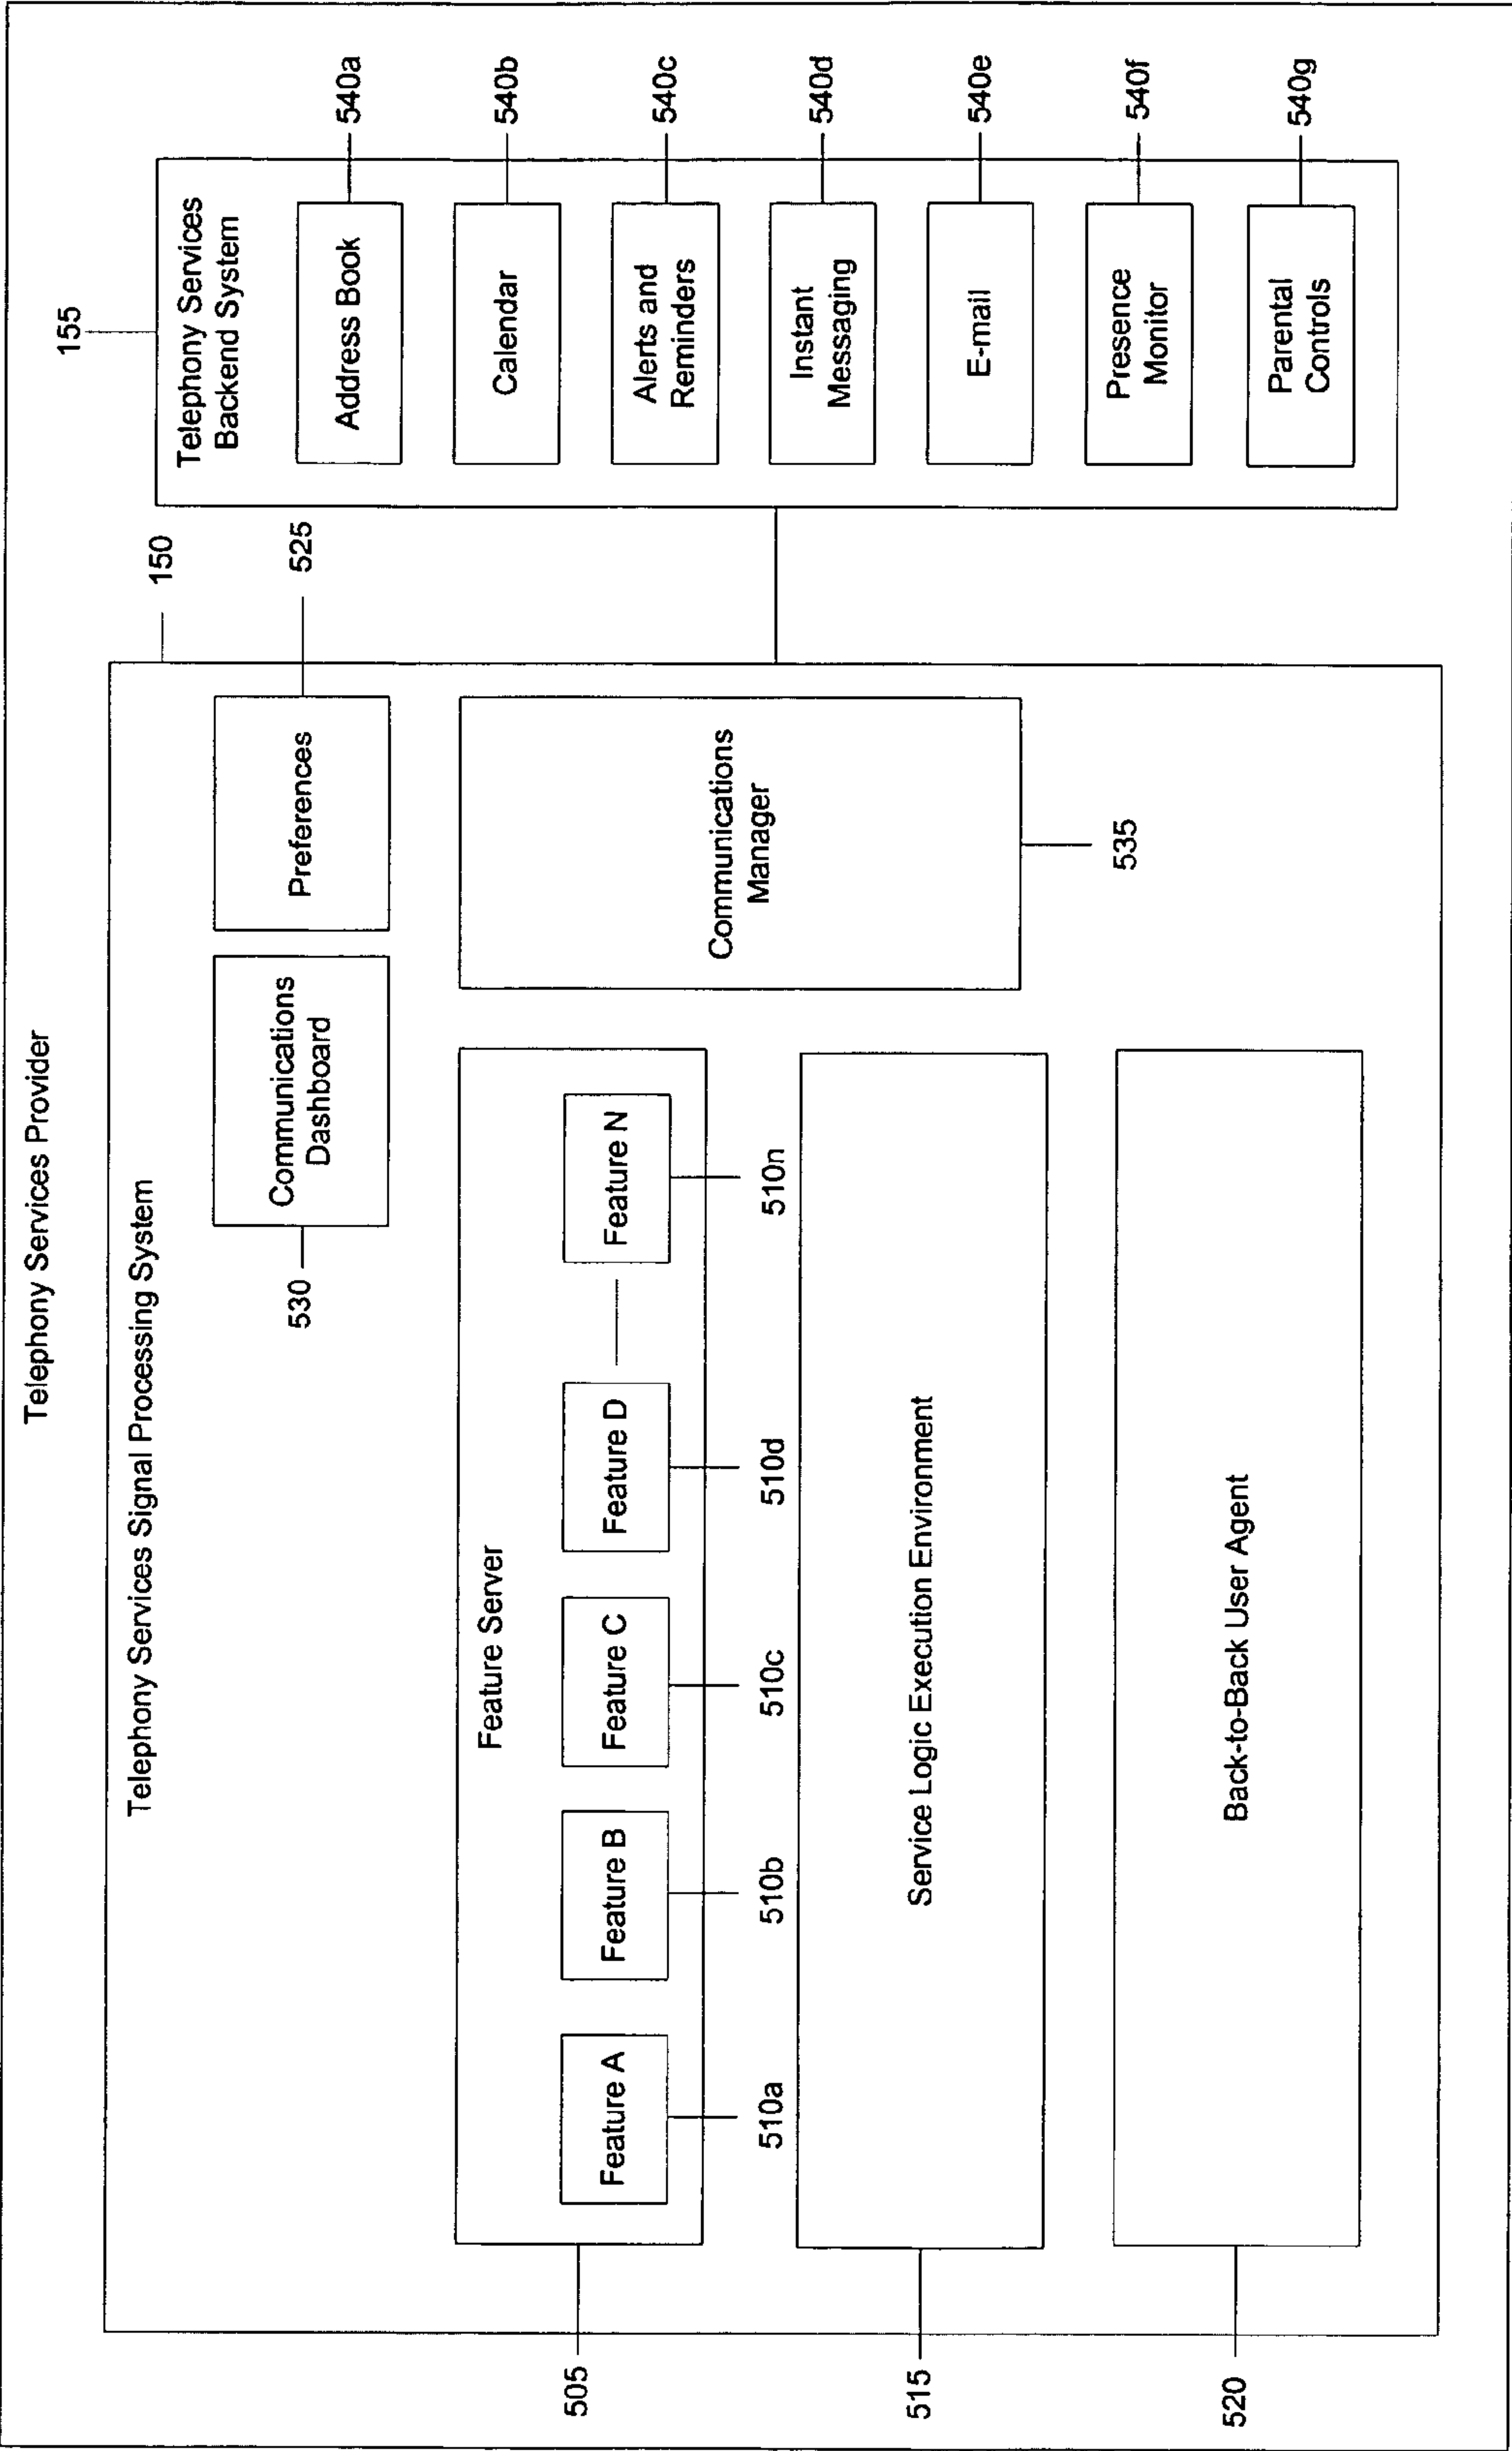 Telephony Services Provider
155
Telephony Services Signal Processing System
150
Telephony Services
Backend System
530
Communications
Dashboard
Preferences
525
Feature Server
505
Feature A
Feature B
Feature C
Feature D
Feature N
510a
510b
510c
510d
510n
Communications
Manager
535
515
Service Logic Execution Environment
520
Back-to-Back User Agent
Address Book
540a
Calendar
540b
Alerts and
Reminders
540c
Instant
Messaging
540d
E-mail
540e
Presence
Monitor
540f
Parental
Controls
540g